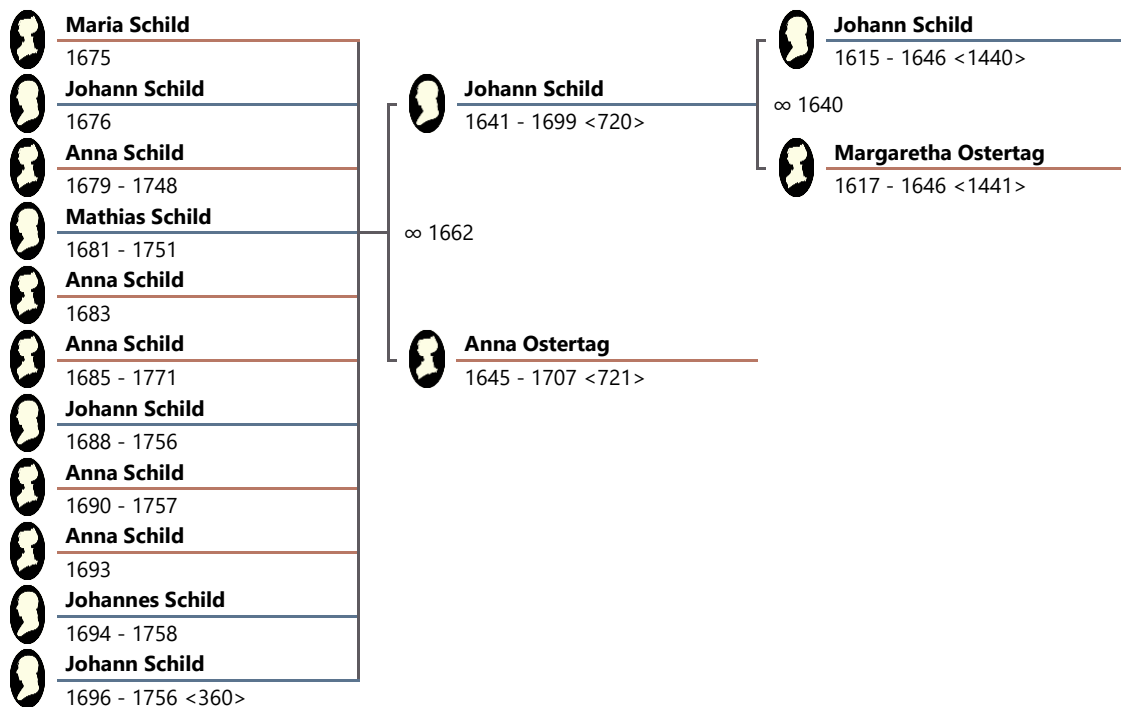 Maria Schild
1675
Johann Schild
1676
Anna Schild
1679 - 1748
Mathias Schild
1681 - 1751
Anna Schild
1683
Anna Schild
1685 - 1771
Johann Schild
1688 - 1756
Anna Schild
1690 - 1757
Anna Schild
1693
Johannes Schild
1694 - 1758
Johann Schild
1696 - 1756 <360>
Johann Schild
1641 - 1699 <720>
∞ 1662
Anna Ostertag
1645 - 1707 <721>
Johann Schild
1615 - 1646 <1440>
∞ 1640
Margaretha Ostertag
1617 - 1646 <1441>